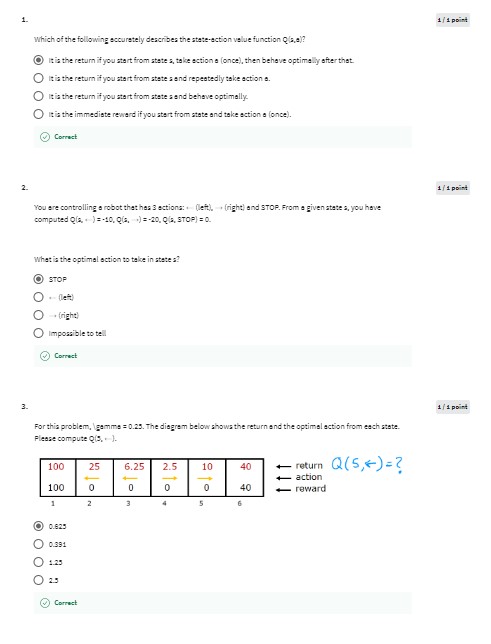 1.
1 / 1 point
Which of the following accurately describes the state-action value function Q(s,a)?
It is the return if you start from state s, take action a (once), then behave optimally after that.
It is the return if you start from state s and repeatedly take action a.
It is the return if you start from state s and behave optimally.
It is the immediate reward if you start from state and take action a (once).
Correct
2.
1 / 1 point
You are controlling a robot that has 3 actions: ← (left), → (right) and STOP. From a given state s, you have
computed Q(s, ←) = -10, Q(s, →) = -20, Q(s, STOP) = 0.
What is the optimal action to take in state s?
STOP
← (left)
→ (right)
Impossible to tell
Correct
3.
1 / 1 point
For this problem, \gamma = 0.25. The diagram below shows the return and the optimal action from each state.
Please compute Q(5, ←).
100 25 6.25 2.5 10 40 ← return Q(5,←)=?
← ← → → ← action
100 0 0 0 0 40 ← reward
1 2 3 4 5 6
0.625
0.391
1.25
2.5
Correct